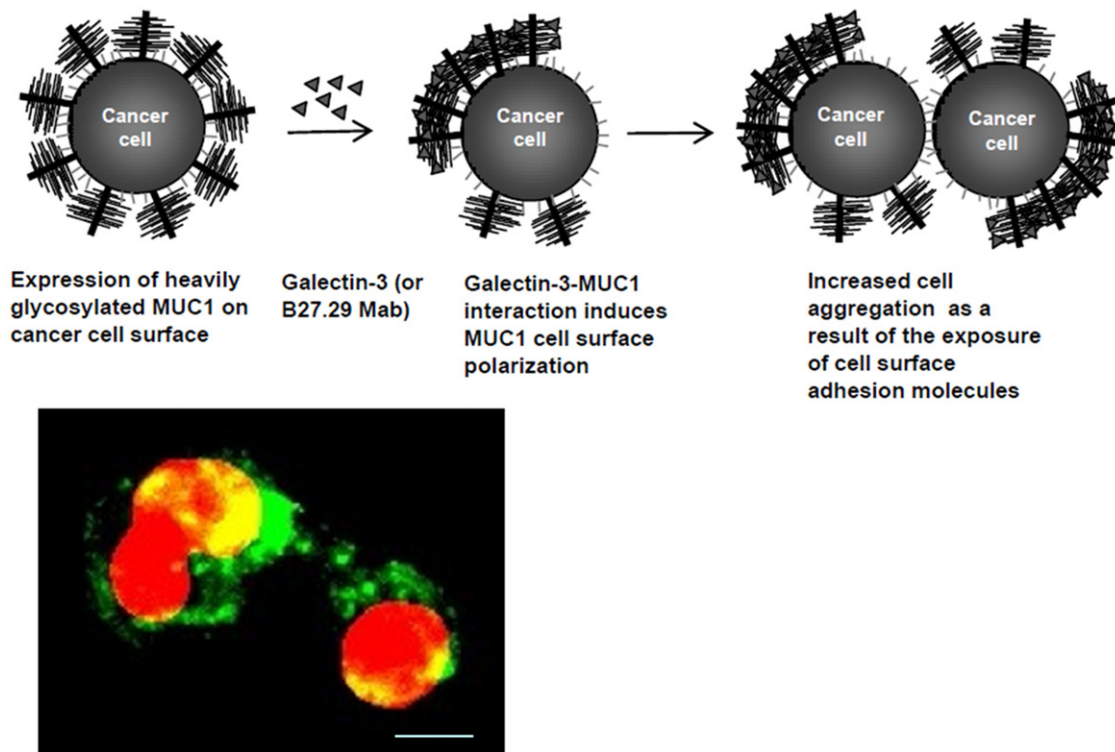 Cancer
cell
Cancer
cell
Cancer
cell
Cancer
cell
Expression of heavily
glycosylated MUC1 on
cancer cell surface
Galectin-3 (or
B27.29 Mab)
Galectin-3-MUC1
interaction induces
MUC1 cell surface
polarization
Increased cell
aggregation as a
result of the exposure
of cell surface
adhesion molecules